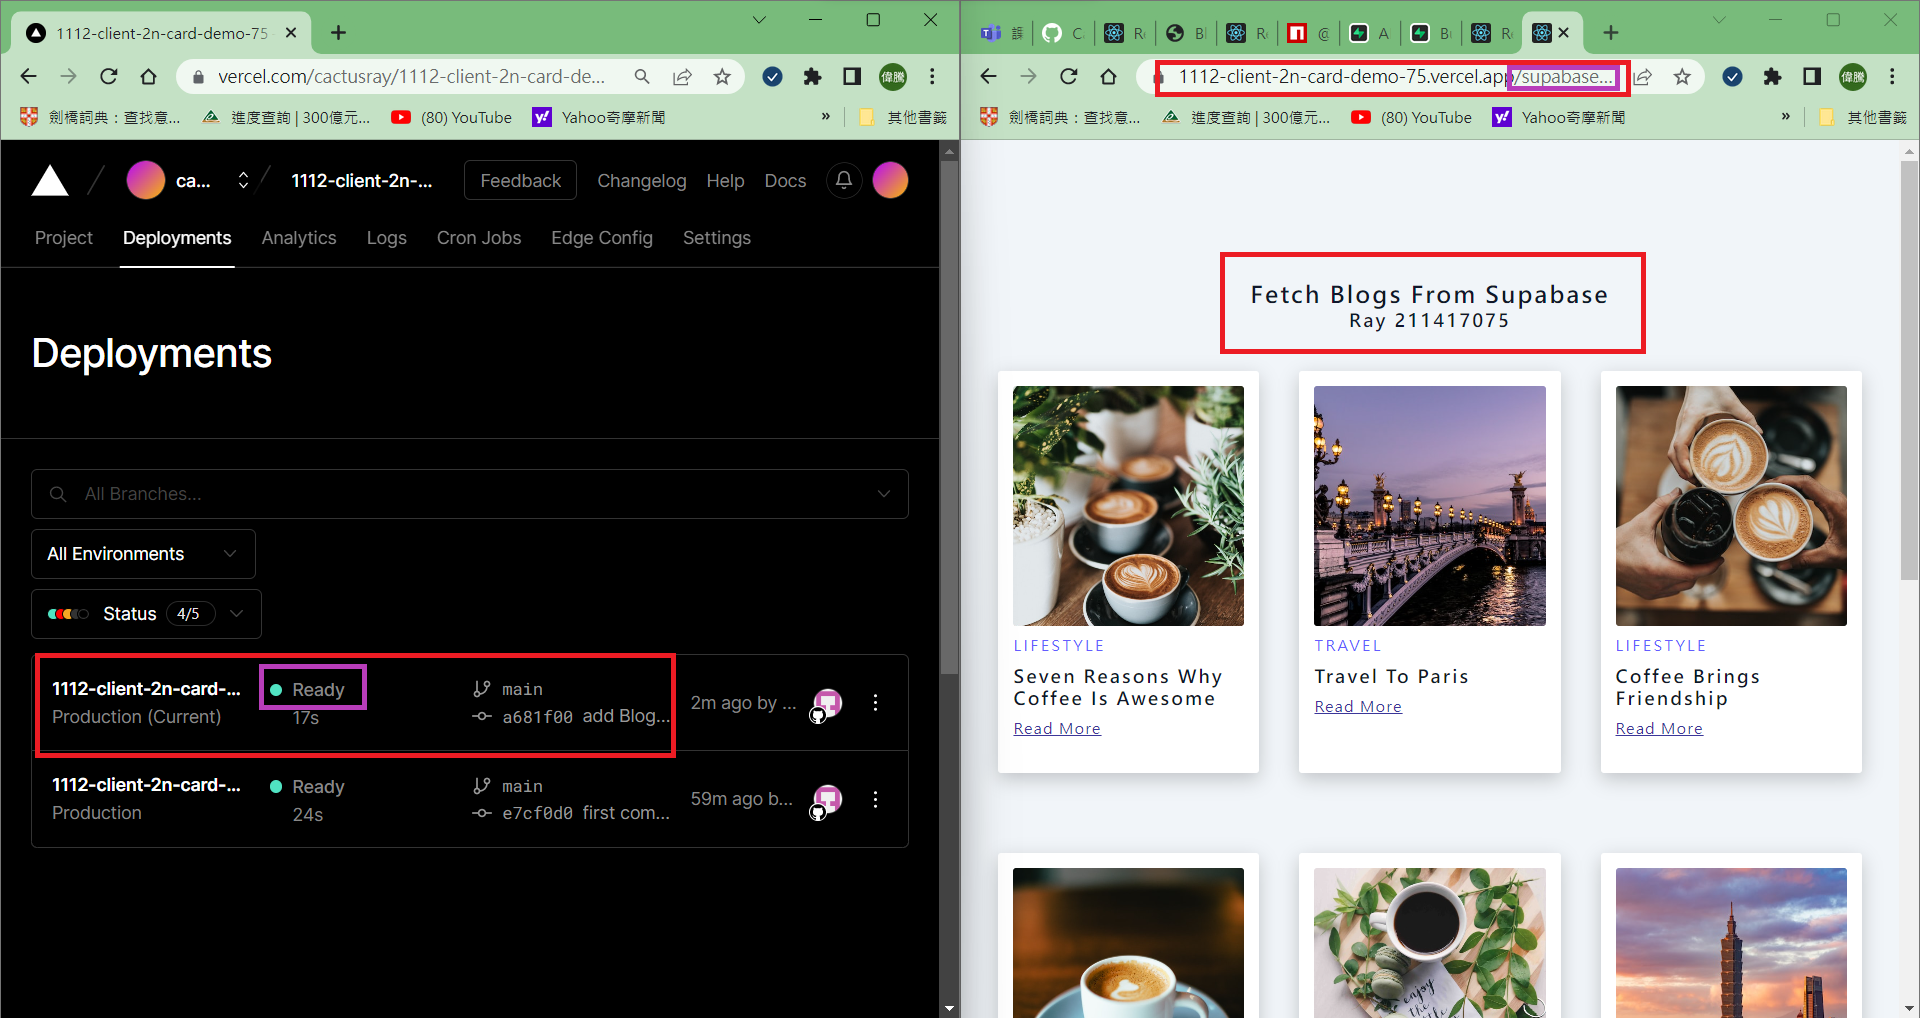 1112-client-2n-card-demo-75
vercel.com/cactusray/1112-client-2n-card-de...
偉騰
劍橋詞典：查找意...
進度查詢 | 300億元...
(80) YouTube
Yahoo奇摩新聞
»
其他書籤
ca...
1112-client-2n-...
Feedback
Changelog
Help
Docs
Project
Deployments
Analytics
Logs
Cron Jobs
Edge Config
Settings
Deployments
All Branches...
All Environments
Status
4/5
1112-client-2n-card-...
Production (Current)
Ready
17s
main
a681f00 add Blog...
2m ago by ...
1112-client-2n-card-...
Production
Ready
24s
main
e7cf0d0 first com...
59m ago b...
1112-client-2n-card-demo-75.vercel.app/supabase...
偉騰
劍橋詞典：查找意...
進度查詢 | 300億元...
(80) YouTube
Yahoo奇摩新聞
»
其他書籤
Fetch Blogs From Supabase
Ray 211417075
LIFESTYLE
Seven Reasons Why
Coffee Is Awesome
Read More
TRAVEL
Travel To Paris
Read More
LIFESTYLE
Coffee Brings
Friendship
Read More
enjoy
the